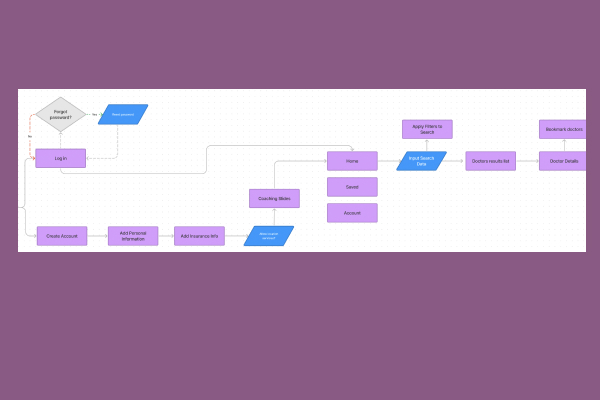 Forgot
password?
Yes
Reset password
No
Log in
Create Account
Add Personal
Information
Add Insurance Info
Coaching Slides
Home
Saved
Account
Apply Filters to
Search
Input Search
Data
Doctors results list
Bookmark doctors
Doctor Details